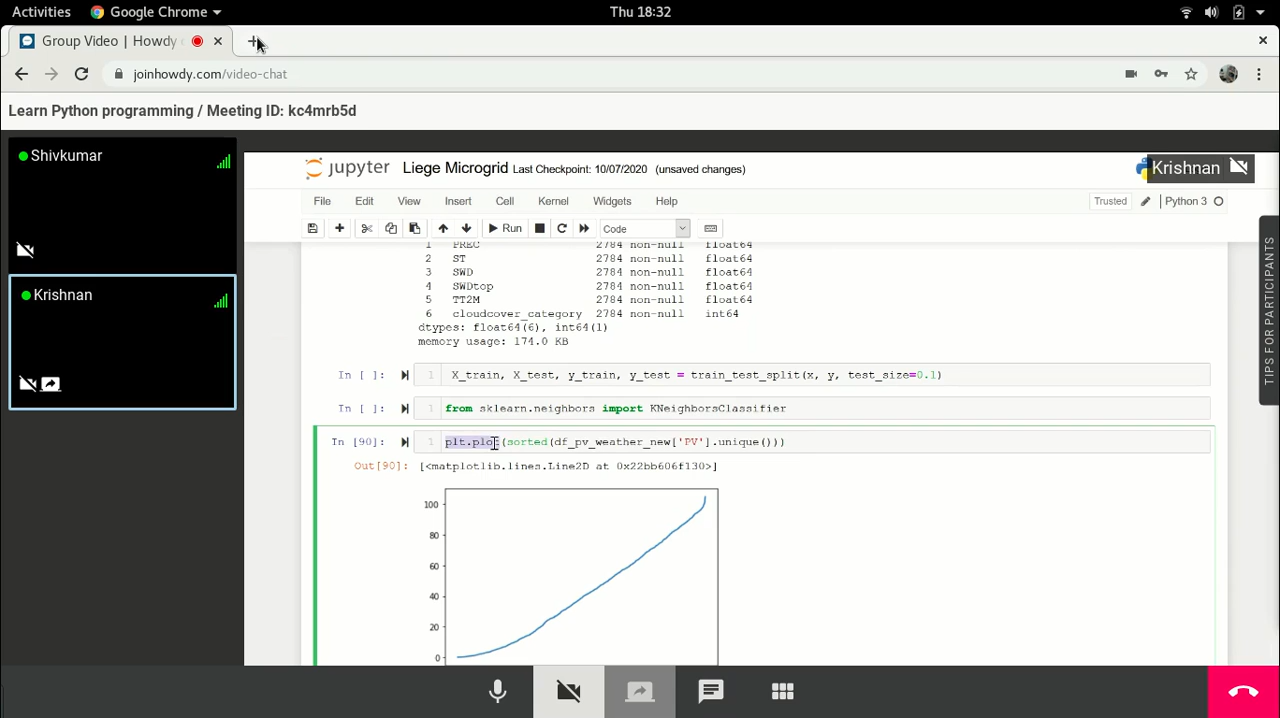 Activities Google Chrome Thu 18:32
Group Video | Howdy
joinhowdy.com/video-chat
Learn Python programming / Meeting ID: kc4mrb5d
Shivkumar
Krishnan
jupyter Liege Microgrid Last Checkpoint: 10/07/2020 (unsaved changes)
Krishnan
File Edit View Insert Cell Kernel Widgets Help Trusted Python 3
Run Code
1 PREC 2784 non-null float64
2 ST 2784 non-null float64
3 SWD 2784 non-null float64
4 SWDtop 2784 non-null float64
5 TT2M 2784 non-null float64
6 cloudcover_category 2784 non-null int64
dtypes: float64(6), int64(1)
memory usage: 174.0 KB
In [ ]: 1 X_train, X_test, y_train, y_test = train_test_split(x, y, test_size=0.1)
In [ ]: 1 from sklearn.neighbors import KNeighborsClassifier
In [90]: 1 plt.plot(sorted(df_pv_weather_new['PV'].unique()))
Out[90]: [<matplotlib.lines.Line2D at 0x22bb606f130>]
100
80
60
40
20
0
TIPS FOR PARTICIPANTS